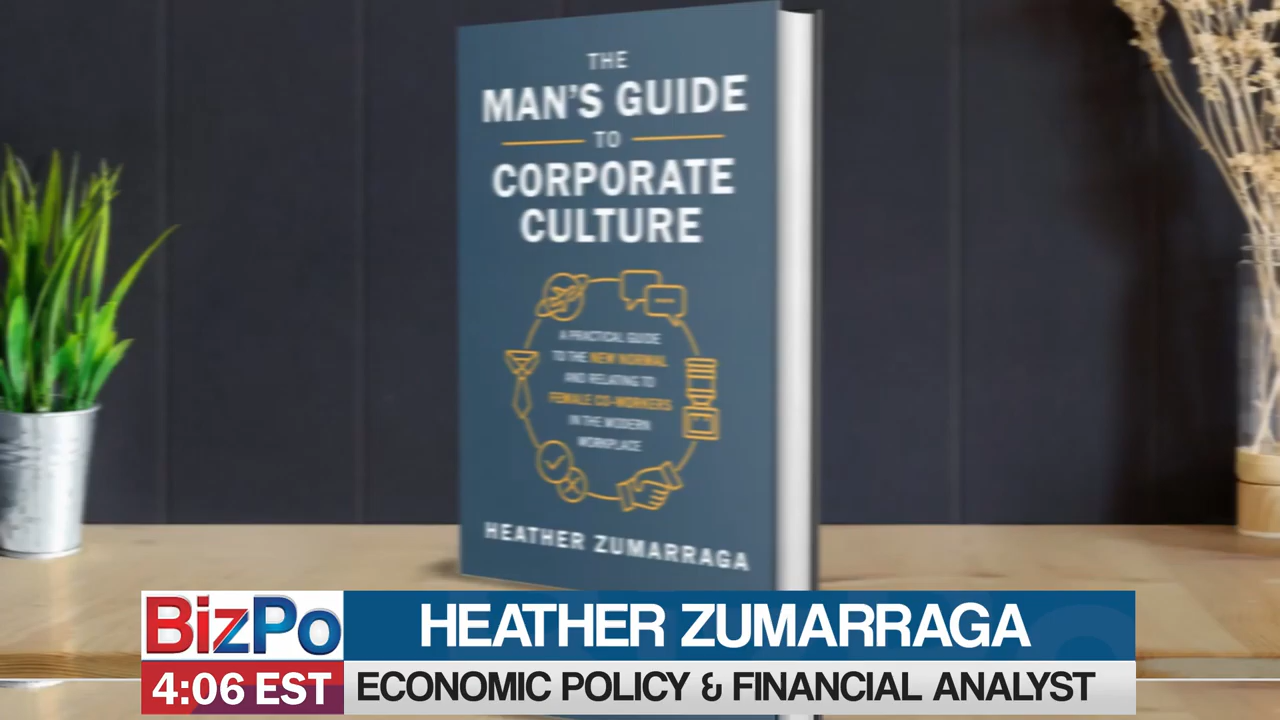 THE
MAN'S GUIDE
TO
CORPORATE
CULTURE
A PRACTICAL GUIDE
TO THE NEW NORMAL
AND RELATING TO
FEMALE CO-WORKERS
IN THE MODERN
WORKPLACE
HEATHER ZUMARRAGA
BizPo
HEATHER ZUMARRAGA
4:06 EST
ECONOMIC POLICY & FINANCIAL ANALYST